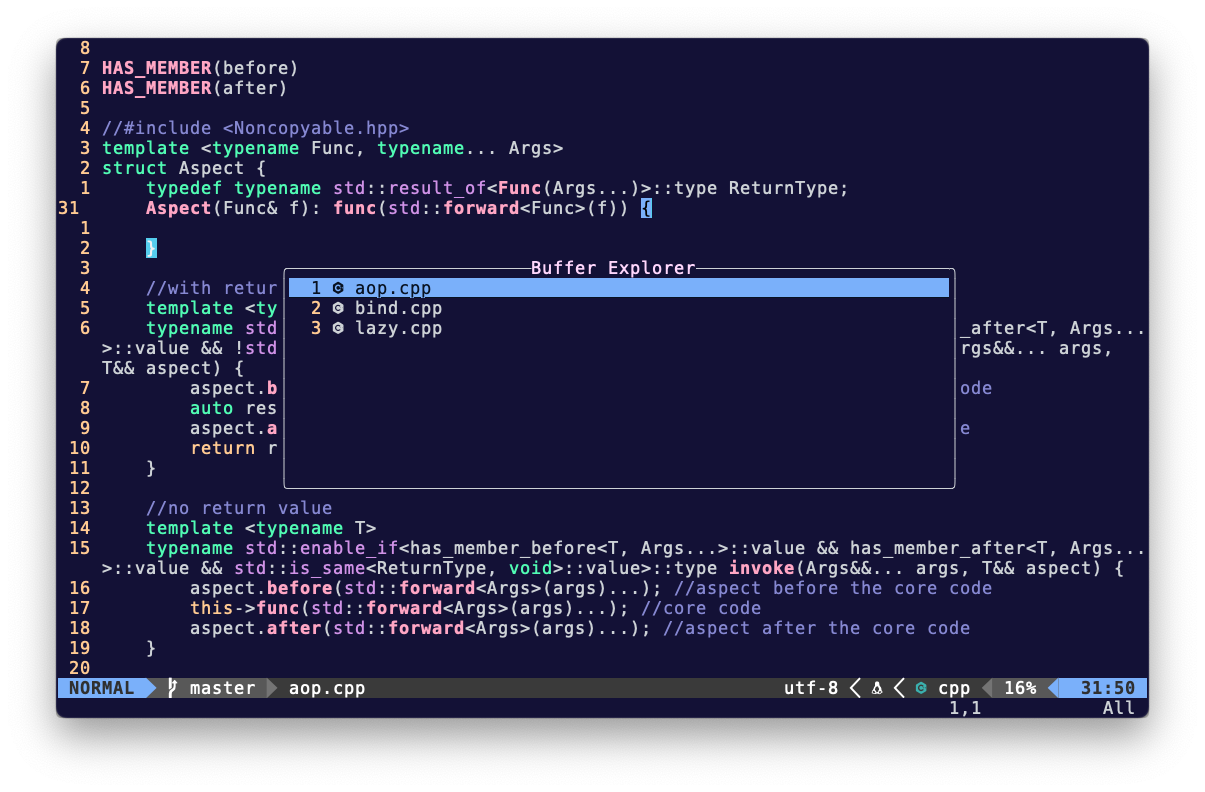 8
7 HAS_MEMBER(before)
6 HAS_MEMBER(after)
5
4 //#include <Noncopyable.hpp>
3 template <typename Func, typename... Args>
2 struct Aspect {
1     typedef typename std::result_of<Func(Args...)>::type ReturnType;
31     Aspect(Func& f): func(std::forward<Func>(f)) {
1
2     }
3
Buffer Explorer
4     //with retur
1 aop.cpp
5     template <ty
2 bind.cpp
6     typename std
3 lazy.cpp
_after<T, Args...
>::value && !std
rgs&&... args,
T&& aspect) {
7         aspect.b
ode
8         auto res
9         aspect.a
e
10         return r
11     }
12
13     //no return value
14     template <typename T>
15     typename std::enable_if<has_member_before<T, Args...>::value && has_member_after<T, Args...
>::value && std::is_same<ReturnType, void>::value>::type invoke(Args&&... args, T&& aspect) {
16         aspect.before(std::forward<Args>(args)...); //aspect before the core code
17         this->func(std::forward<Args>(args)...); //core code
18         aspect.after(std::forward<Args>(args)...); //aspect after the core code
19     }
20
NORMAL master aop.cpp utf-8 cpp 16% 31:50
1,1 All